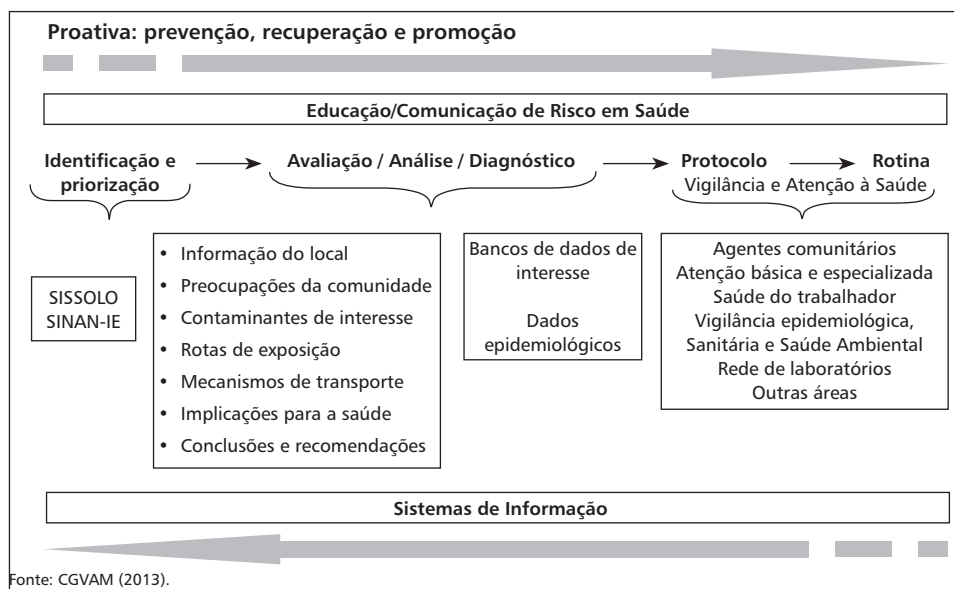 Proativa: prevenção, recuperação e promoção
Educação/Comunicação de Risco em Saúde
Identificação e
priorização
Avaliação / Análise / Diagnóstico
Protocolo
Rotina
Vigilância e Atenção à Saúde
SISSOLO
SINAN-IE
• Informação do local
• Preocupações da comunidade
• Contaminantes de interesse
• Rotas de exposição
• Mecanismos de transporte
• Implicações para a saúde
• Conclusões e recomendações
Bancos de dados de
interesse
Dados
epidemiológicos
Agentes comunitários
Atenção básica e especializada
Saúde do trabalhador
Vigilância epidemiológica,
Sanitária e Saúde Ambiental
Rede de laboratórios
Outras áreas
Sistemas de Informação
Fonte: CGVAM (2013).